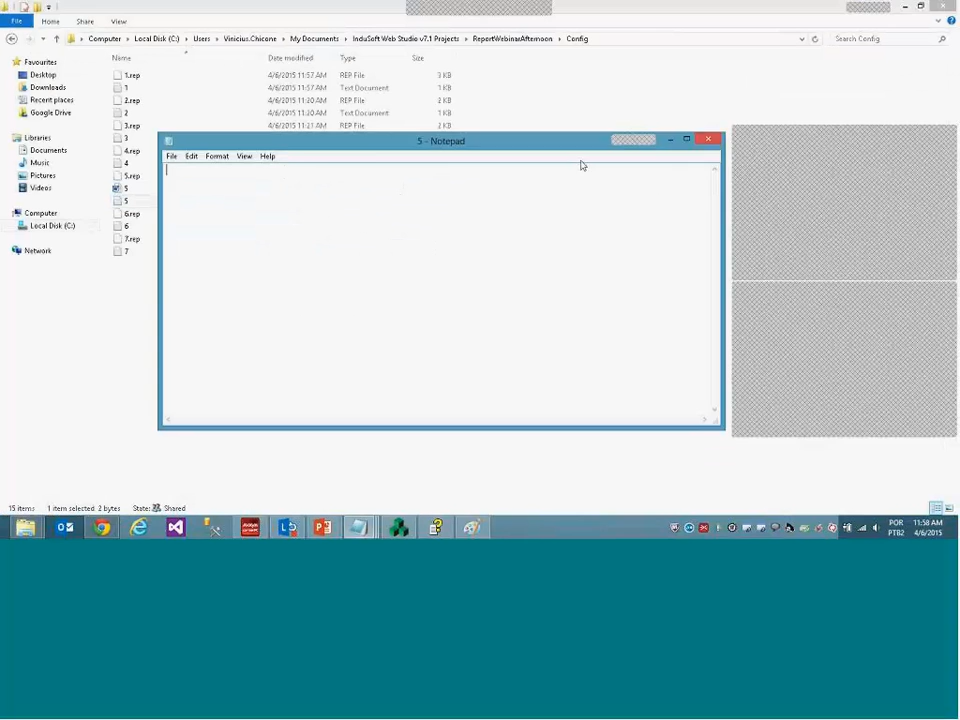 File Home Share View
Computer Local Disk (C:) Users Vinicius.Chicone My Documents InduSoft Web Studio v7.1 Projects ReportWebinarAfternoon Config Search Config
Name Date modified Type Size
Favourites
Desktop
Downloads
Recent places
Google Drive
Libraries
Documents
Music
Pictures
Videos
Computer
Local Disk (C:)
Network
1.rep 4/6/2015 11:57 AM REP File 3 KB
1 4/6/2015 11:57 AM Text Document 1 KB
2.rep 4/6/2015 11:20 AM REP File 2 KB
2 4/6/2015 11:20 AM Text Document 1 KB
3.rep 4/6/2015 11:21 AM REP File 2 KB
3
4.rep
4
5.rep
5
5
6.rep
6
7.rep
7
5 - Notepad
File Edit Format View Help
15 items 1 item selected: 2 bytes State: Shared
POR 11:58 AM
PTB2 4/6/2015